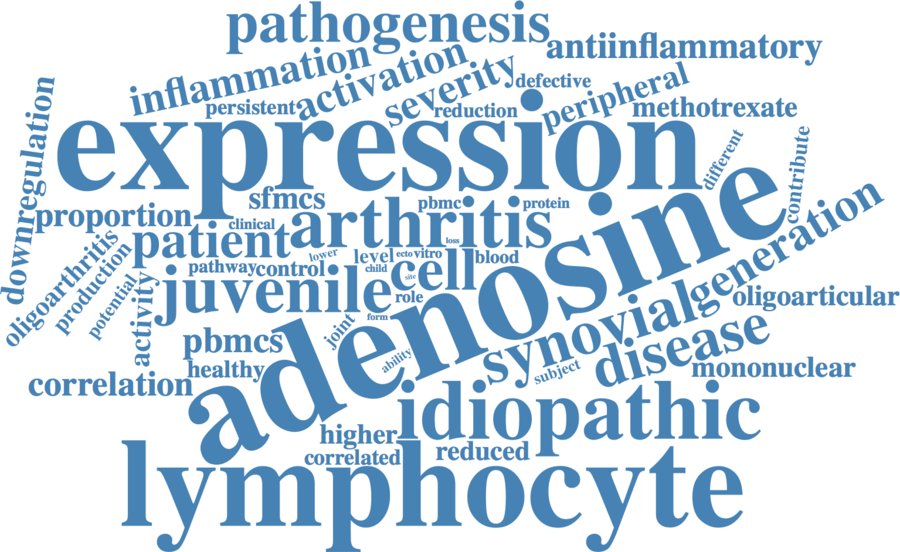 pathogenesis
antiinflammatory
inflammation
activation
severity
defective
persistent
reduction
peripheral
methotrexate
expression
downregulation
different
contribute
sfmcs
pbmc
protein
proportion
clinical
arthritis
adenosine
patient
loss
lower
level
ecto
vitro
blood
generation
oligoarthritis
production
pathway
control
child
cell
site
potential
activity
juvenile
role
form
synovial
oligoarticular
joint
pbmcs
disease
healthy
ability
subject
mononuclear
correlation
idiopathic
higher
correlated
reduced
lymphocyte